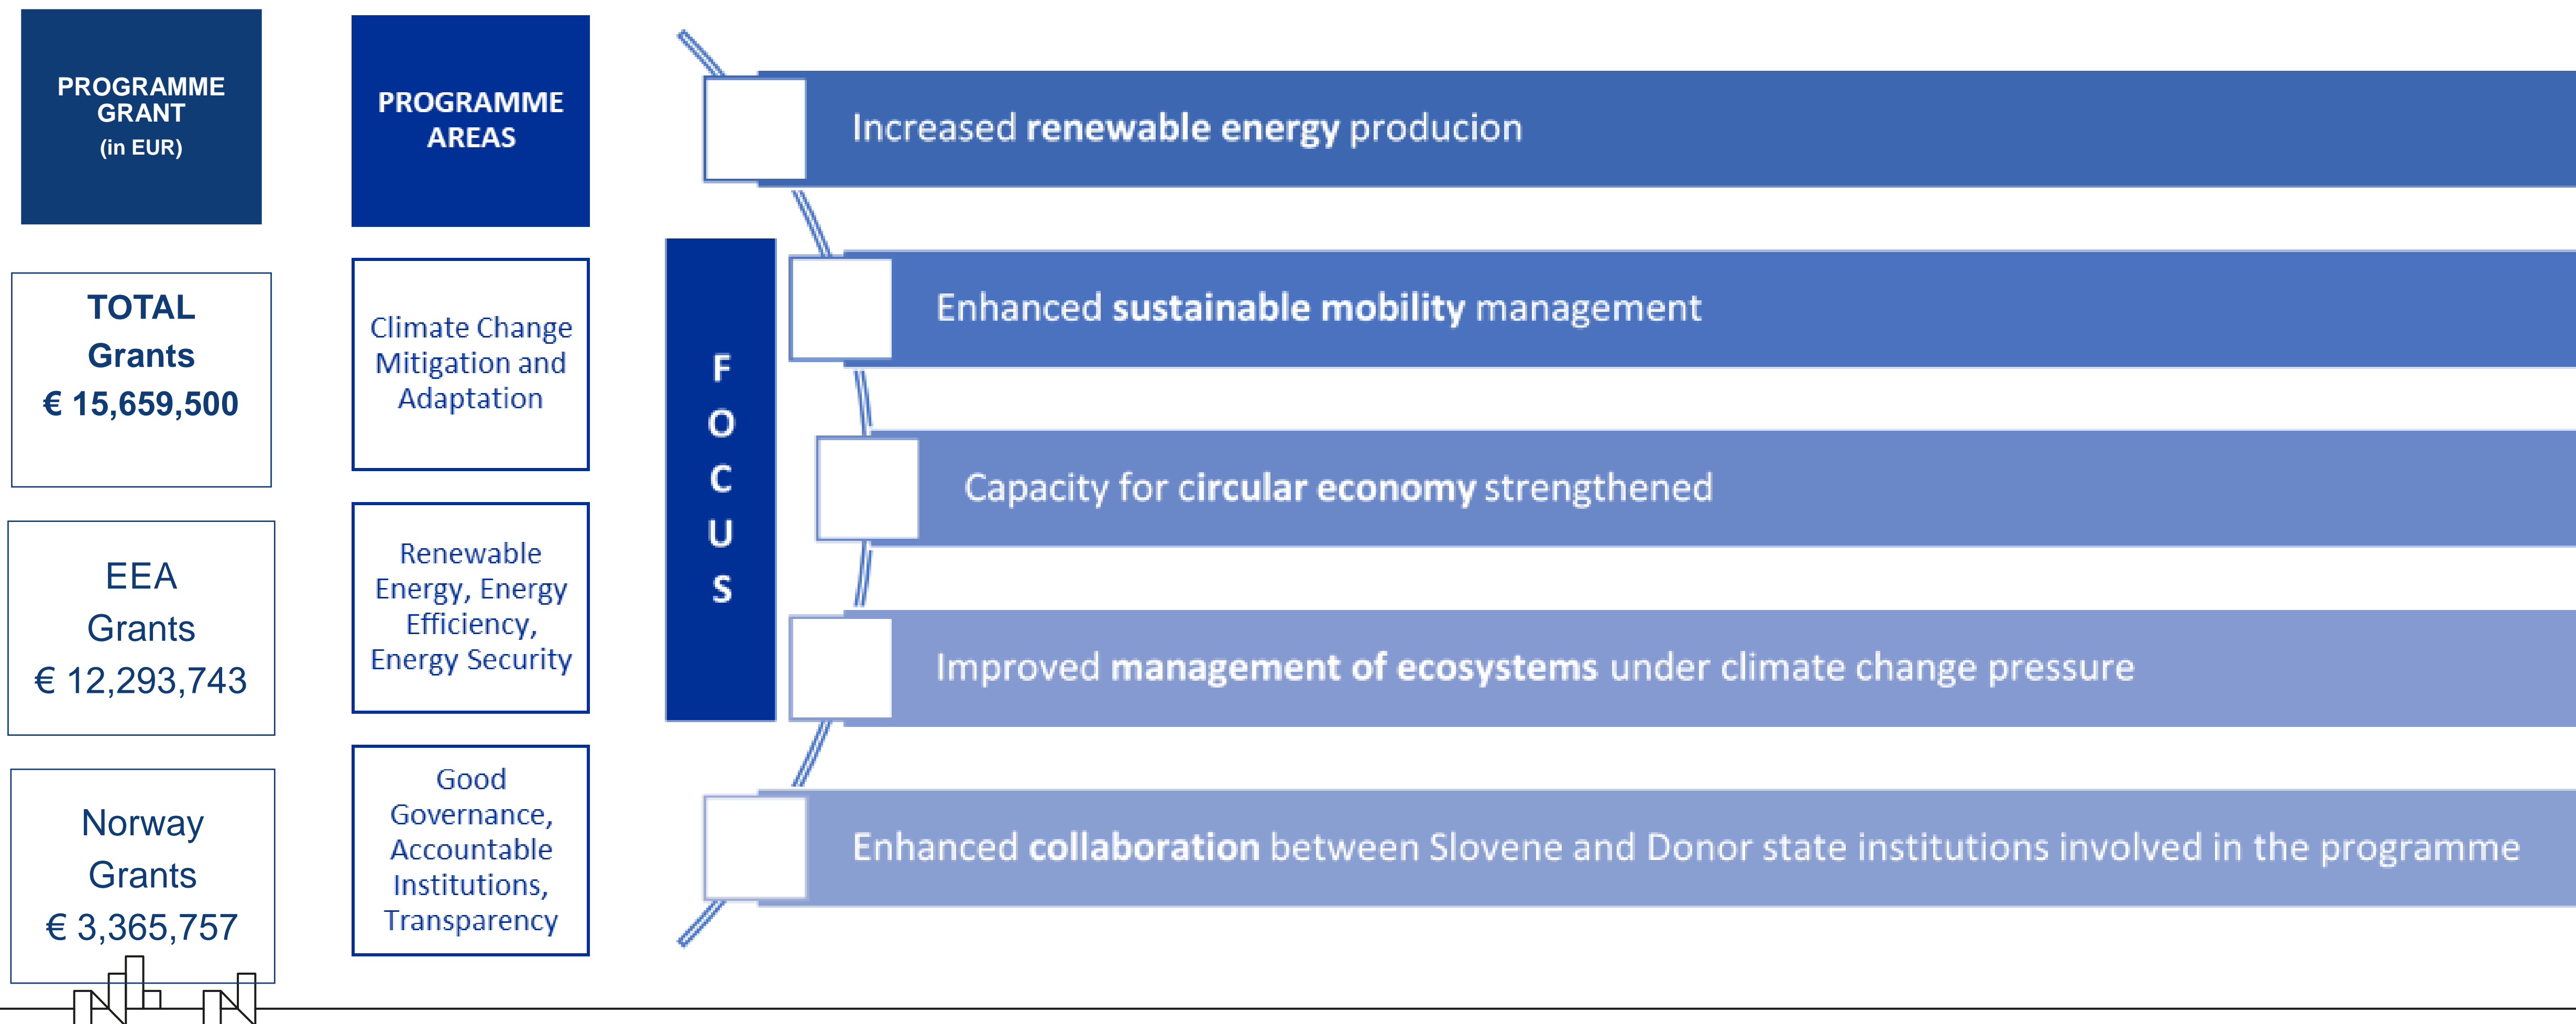 PROGRAMME
GRANT
(in EUR)
TOTAL
Grants
€ 15,659,500
EEA
Grants
€ 12,293,743
Norway
Grants
€ 3,365,757
PROGRAMME
AREAS
Climate Change
Mitigation and
Adaptation
Renewable
Energy, Energy
Efficiency,
Energy Security
Good
Governance,
Accountable
Institutions,
Transparency
F
O
C
U
S
Increased renewable energy producion
Enhanced sustainable mobility management
Capacity for circular economy strengthened
Improved management of ecosystems under climate change pressure
Enhanced collaboration between Slovene and Donor state institutions involved in the programme